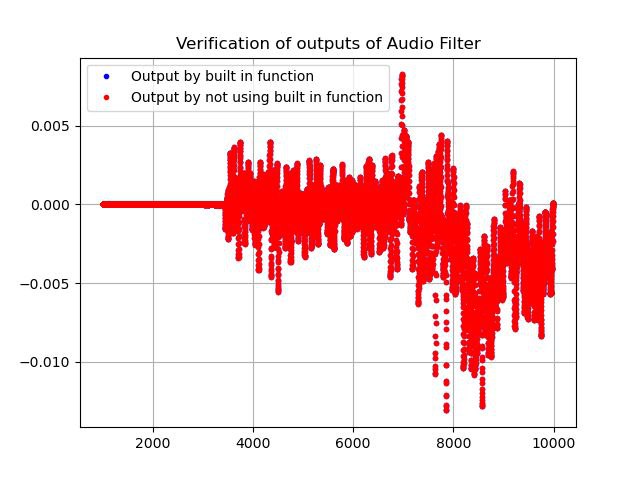 Verification of outputs of Audio Filter
Output by built in function
Output by not using built in function
0.005
0.000
−0.005
−0.010
2000 4000 6000 8000 10000